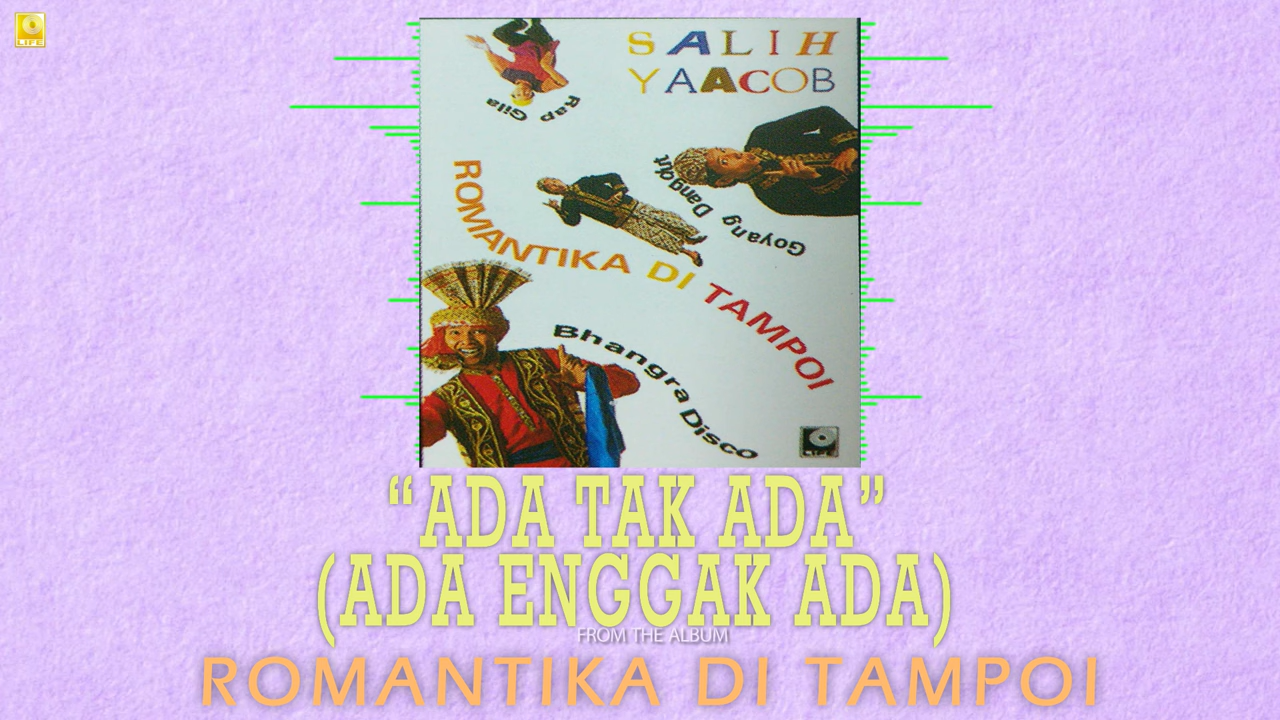 LIFE
SALIH
YAACOB
Rap Gila
Goyang Dangdut
ROMANTIKA DI TAMPOI
Bhangra Disco
LIFE
“ADA TAK ADA”
(ADA ENGGAK ADA)
FROM THE ALBUM
ROMANTIKA DI TAMPOI